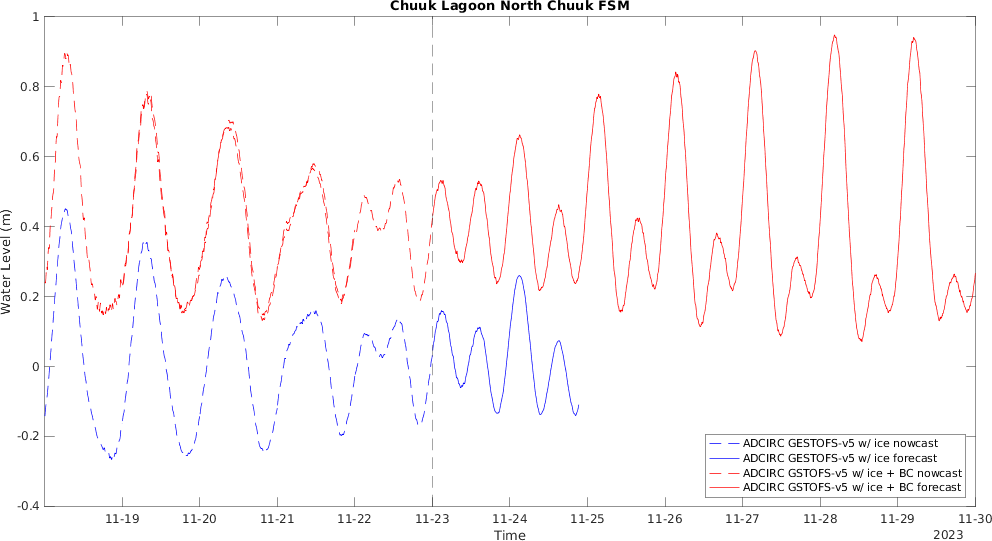 Chuuk Lagoon North Chuuk FSM
1
0.8
0.6
0.4
0.2
0
-0.2
-0.4
Water Level (m)
11-19 11-20 11-21 11-22 11-23 11-24 11-25 11-26 11-27 11-28 11-29 11-30
Time
2023
ADCIRC GESTOFS-v5 w/ ice nowcast
ADCIRC GESTOFS-v5 w/ ice forecast
ADCIRC GSTOFS-v5 w/ ice + BC nowcast
ADCIRC GSTOFS-v5 w/ ice + BC forecast